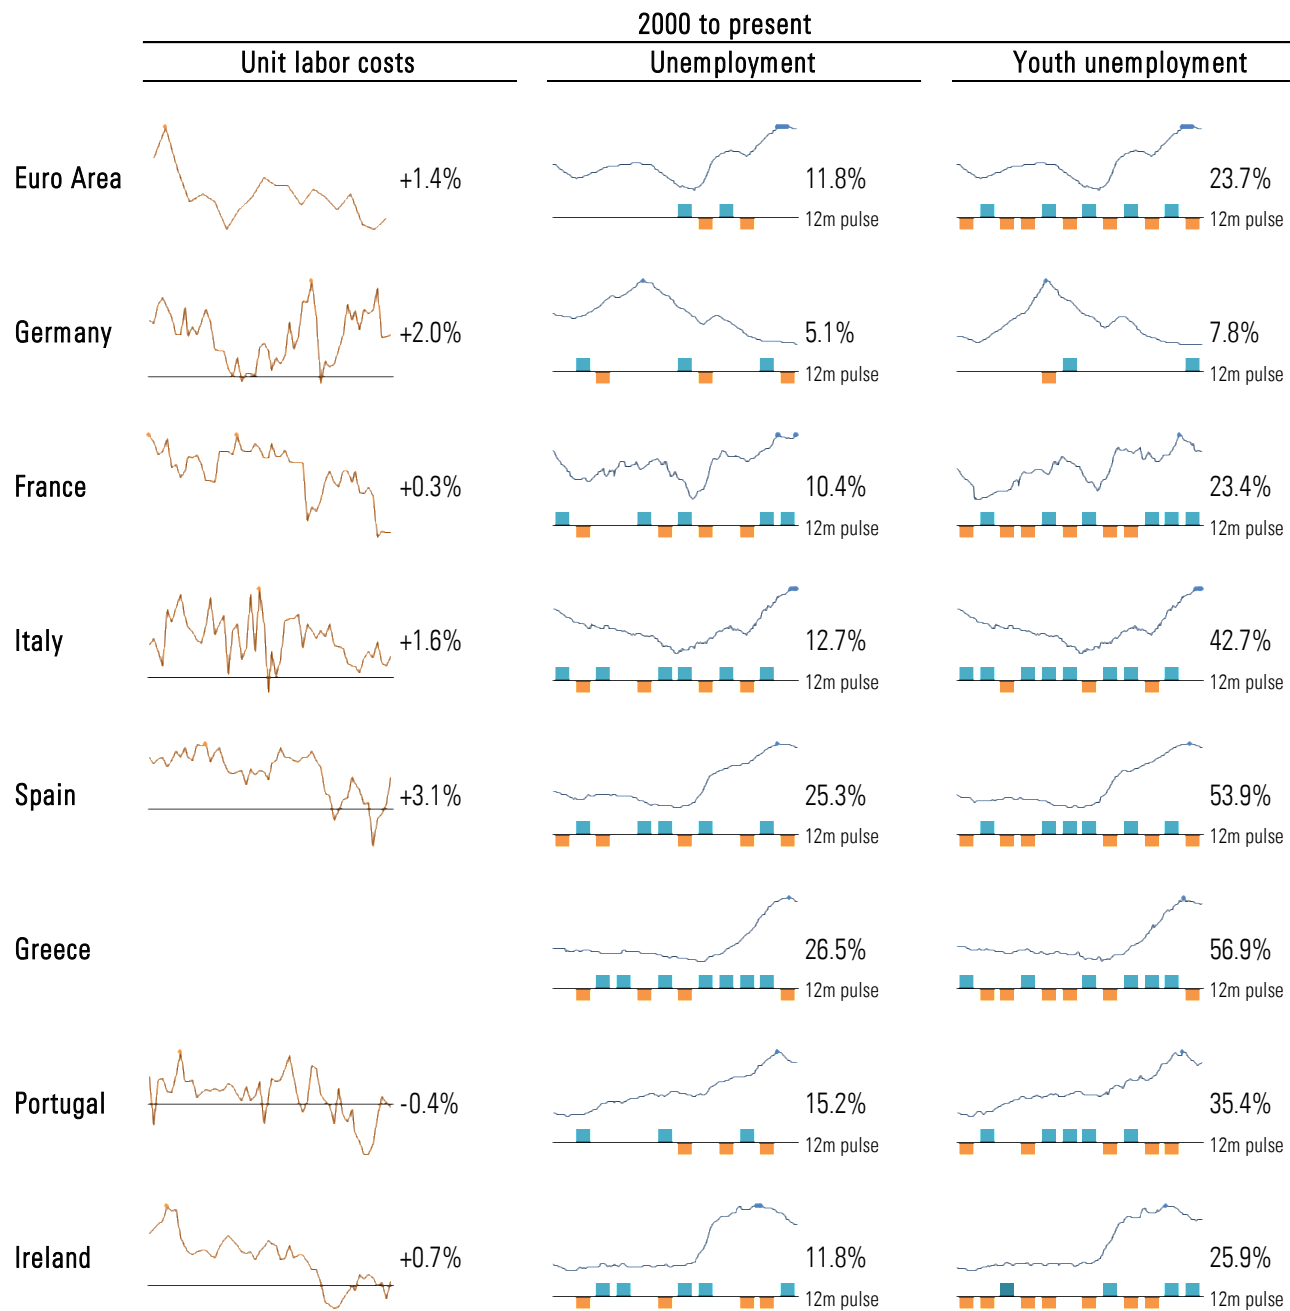 2000 to present
Unit labor costs Unemployment Youth unemployment
Euro Area +1.4% 11.8% 23.7%
12m pulse 12m pulse
Germany +2.0% 5.1% 7.8%
12m pulse 12m pulse
France +0.3% 10.4% 23.4%
12m pulse 12m pulse
Italy +1.6% 12.7% 42.7%
12m pulse 12m pulse
Spain +3.1% 25.3% 53.9%
12m pulse 12m pulse
Greece 26.5% 56.9%
12m pulse 12m pulse
Portugal -0.4% 15.2% 35.4%
12m pulse 12m pulse
Ireland +0.7% 11.8% 25.9%
12m pulse 12m pulse